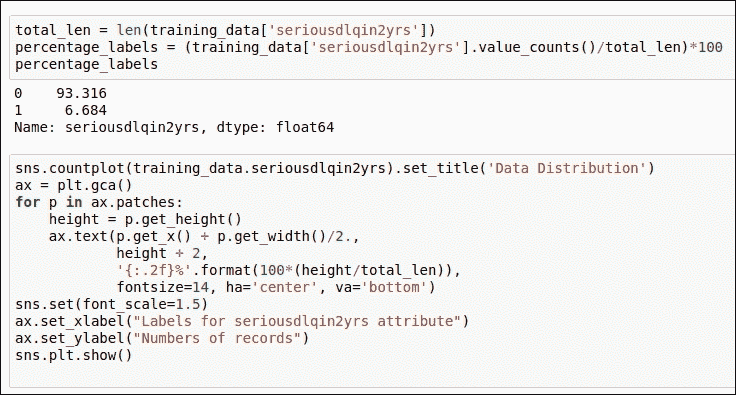 total_len = len(training_data['seriousdlqin2yrs'])
percentage_labels = (training_data['seriousdlqin2yrs'].value_counts()/total_len)*100
percentage_labels
0    93.316
1     6.684
Name: seriousdlqin2yrs, dtype: float64
sns.countplot(training_data.seriousdlqin2yrs).set_title('Data Distribution')
ax = plt.gca()
for p in ax.patches:
    height = p.get_height()
    ax.text(p.get_x() + p.get_width()/2.,
            height + 2,
            '{:.2f}%'.format(100*(height/total_len)),
            fontsize=14, ha='center', va='bottom')
sns.set(font_scale=1.5)
ax.set_xlabel("Labels for seriousdlqin2yrs attribute")
ax.set_ylabel("Numbers of records")
sns.plt.show()